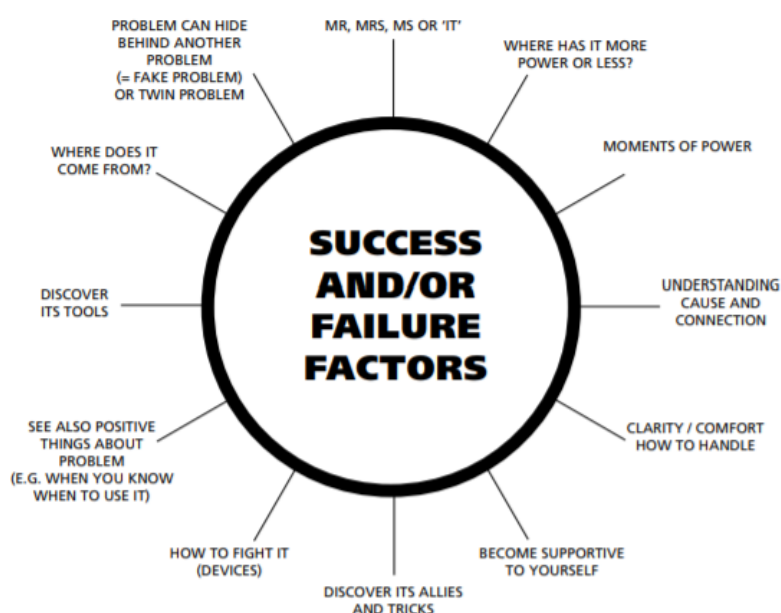 PROBLEM CAN HIDE
BEHIND ANOTHER
PROBLEM
(= FAKE PROBLEM)
OR TWIN PROBLEM
MR, MRS, MS OR ‘IT’
WHERE HAS IT MORE
POWER OR LESS?
MOMENTS OF POWER
UNDERSTANDING
CAUSE AND
CONNECTION
CLARITY / COMFORT
HOW TO HANDLE
BECOME SUPPORTIVE
TO YOURSELF
DISCOVER ITS ALLIES
AND TRICKS
HOW TO FIGHT IT
(DEVICES)
SEE ALSO POSITIVE
THINGS ABOUT
PROBLEM
(E.G. WHEN YOU KNOW
WHEN TO USE IT)
DISCOVER
ITS TOOLS
WHERE DOES IT
COME FROM?
SUCCESS
AND/OR
FAILURE
FACTORS